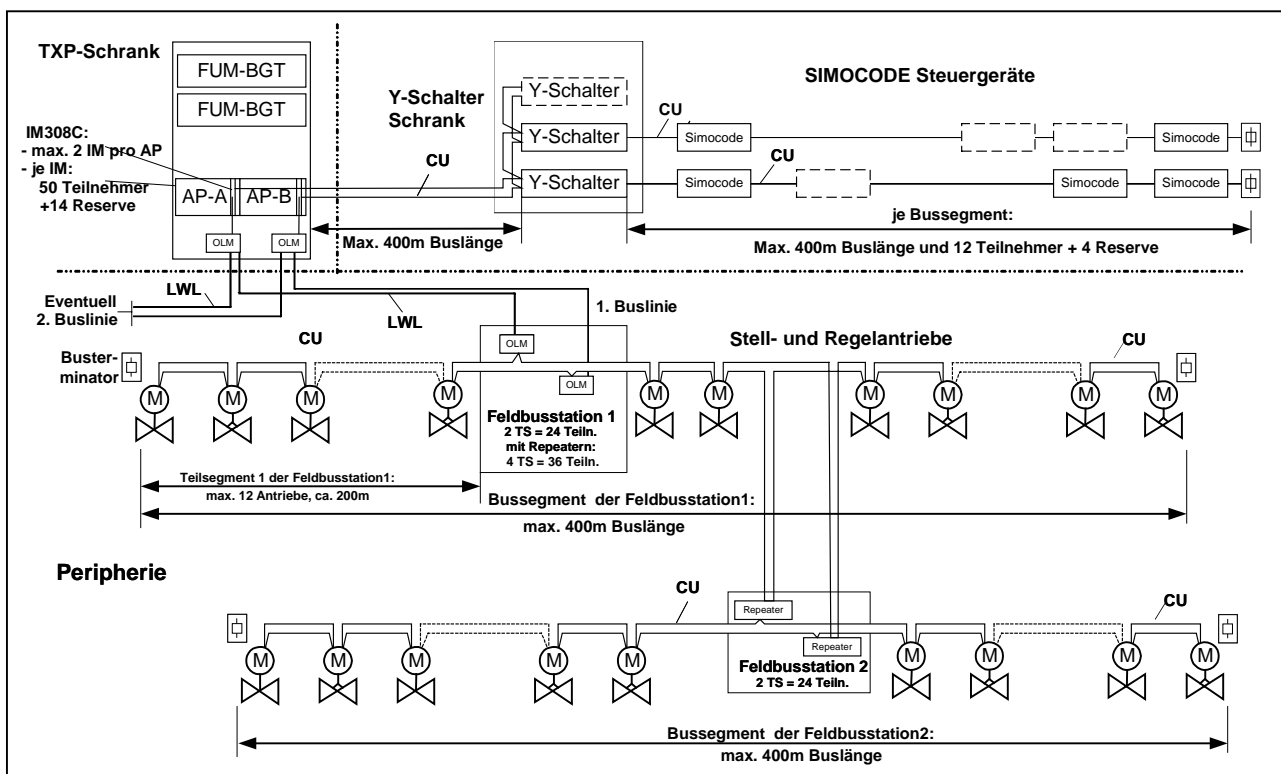 TXP-Schrank
FUM-BGT
FUM-BGT
IM308C:
- max. 2 IM pro AP
- je IM:
50 Teilnehmer
+14 Reserve
AP-A
AP-B
OLM
OLM
CU
Max. 400m Buslänge
Y-Schalter
Schrank
Y-Schalter
Y-Schalter
Y-Schalter
SIMOCODE Steuergeräte
CU
Simocode
Simocode
CU
Simocode
Simocode
Simocode
je Bussegment:
Max. 400m Buslänge und 12 Teilnehmer + 4 Reserve
Eventuell
2. Buslinie
LWL
LWL
1. Buslinie
Buster-
minator
CU
OLM
OLM
Stell- und Regelantriebe
CU
M
M
M
M
M
M
M
M
M
M
Feldbusstation 1
2 TS = 24 Teiln.
mit Repeatern:
4 TS = 36 Teiln.
Teilsegment 1 der Feldbusstation1:
max. 12 Antriebe, ca. 200m
Bussegment der Feldbusstation1:
max. 400m Buslänge
Peripherie
CU
Repeater
Repeater
CU
M
M
M
M
M
M
M
M
M
Feldbusstation 2
2 TS = 24 Teiln.
Bussegment der Feldbusstation2:
max. 400m Buslänge